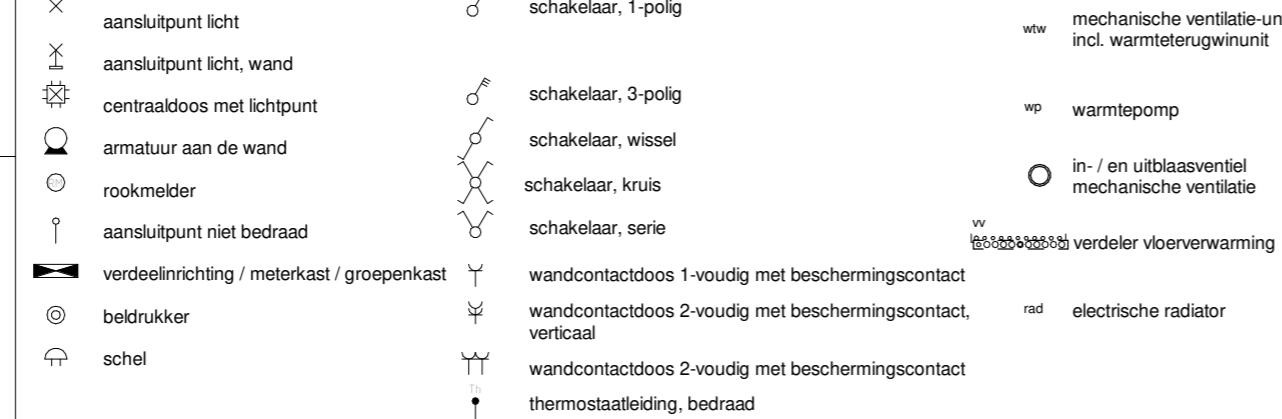 aansluitpunt licht
aansluitpunt licht, wand
centraaldoos met lichtpunt
armatuur aan de wand
RM
rookmelder
aansluitpunt niet bedraad
verdeelinrichting / meterkast / groepenkast
beldrukker
schel
schakelaar, 1-polig
schakelaar, 3-polig
schakelaar, wissel
schakelaar, kruis
schakelaar, serie
wandcontactdoos 1-voudig met beschermingscontact
wandcontactdoos 2-voudig met beschermingscontact,
verticaal
wandcontactdoos 2-voudig met beschermingscontact
Th
thermostaatleiding, bedraad
wtw
mechanische ventilatie-un
incl. warmteterugwinunit
wp
warmtepomp
in- / en uitblaasventiel
mechanische ventilatie
vv
verdeler vloerverwarming
rad
electrische radiator